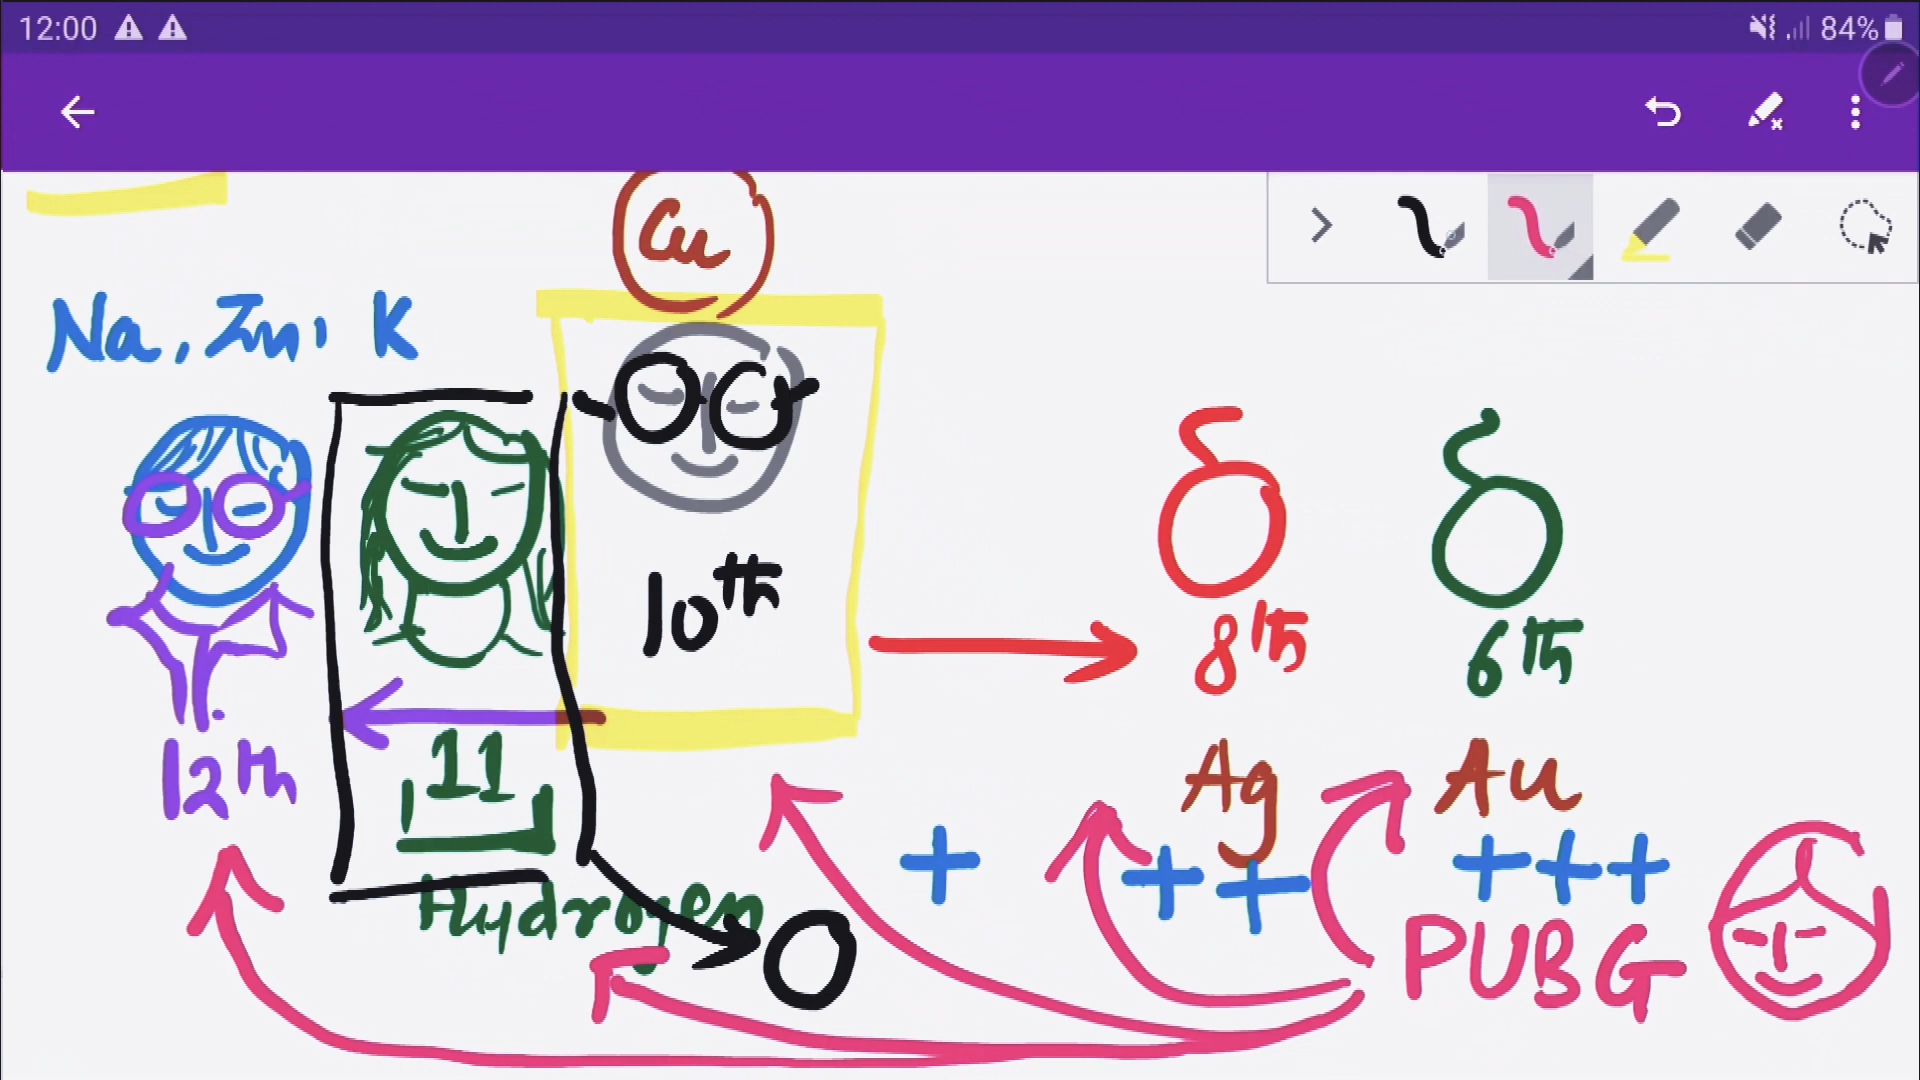 12:00
84%
Cu
Na, Zn, K
10th
8th
6th
12th
11
Ag
Au
+
++
+++
Hydrogen
O
PUBG